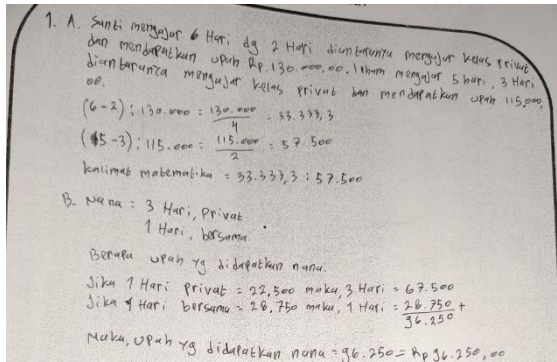 1. A. Santi mengajar 6 Hari dg 2 Hari diantaranya mengajar kelas privat
dan mendapatkan upah Rp. 130.000,00. Ilham mengajar 5 hari, 3 Hari
diantaranya mengajar kelas privat dan mendapatkan upah 115.000,
00.
(6-2) : 130.000 = 130.000/4 = 33.333,3
(5-3) : 115.000 = 115.000/2 = 57.500
kalimat matematika = 33.333,3 : 57.500
B. Nana = 3 Hari, Privat
1 Hari, bersama
Berapa upah yg didapatkan nana.
Jika 1 Hari privat = 22,500 maka, 3 Hari = 67.500
Jika 1 Hari bersama = 28,750 maka, 1 Hari = 28.750 +
96.250
Maka, upah yg didapatkan nana = 96.250 = Rp 96.250,00